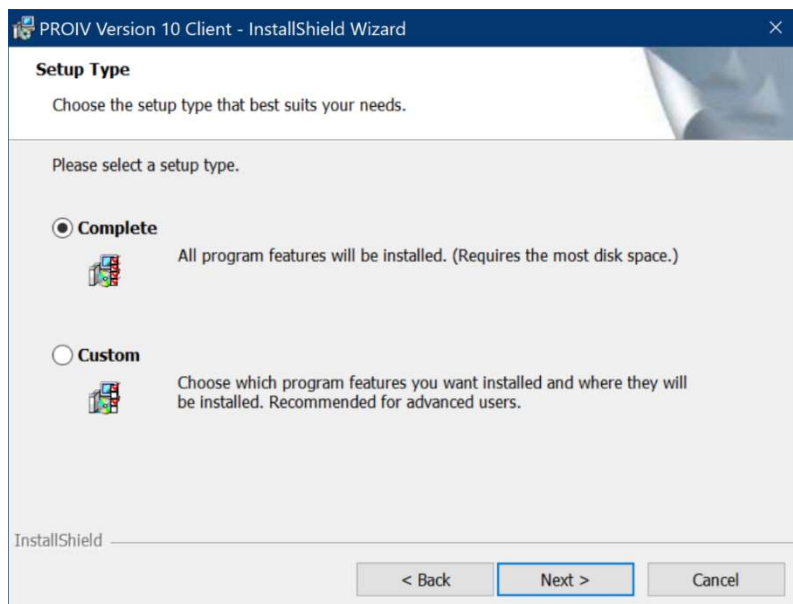 PROIV Version 10 Client - InstallShield Wizard
Setup Type
Choose the setup type that best suits your needs.
Please select a setup type.
Complete
All program features will be installed. (Requires the most disk space.)
Custom
Choose which program features you want installed and where they will
be installed. Recommended for advanced users.
InstallShield
< Back
Next >
Cancel